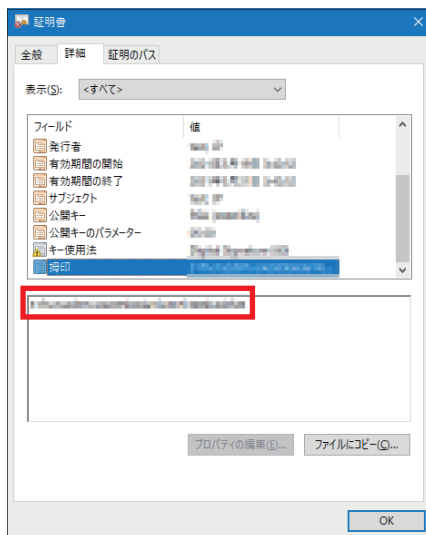 証明書
全般 詳細 証明のパス
表示(S): <すべて>
フィールド 値
発行者
有効期間の開始
有効期間の終了
サブジェクト
公開キー
公開キーのパラメーター
キー使用法
拇印
プロパティの編集(E)... ファイルにコピー(C)...
OK